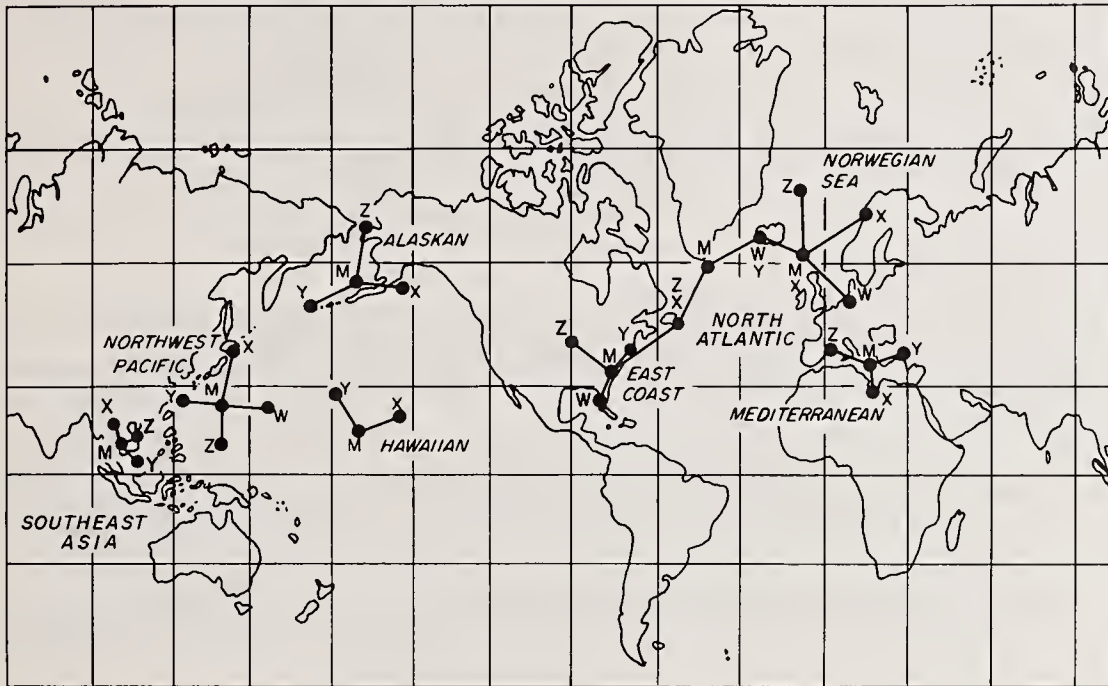 NORWEGIAN
SEA
Z
X
Z
ALASKAN
M
W
Y
M
M
Y
X
Z
X
X
W
NORTH
ATLANTIC
Z
Y
M
EAST
COAST
W
Z
M
Y
X
MEDITERRANEAN
NORTHWEST
PACIFIC
X
Y
M
W
Z
Y
X
M
HAWAIIAN
X
Z
M
Y
SOUTHEAST
ASIA